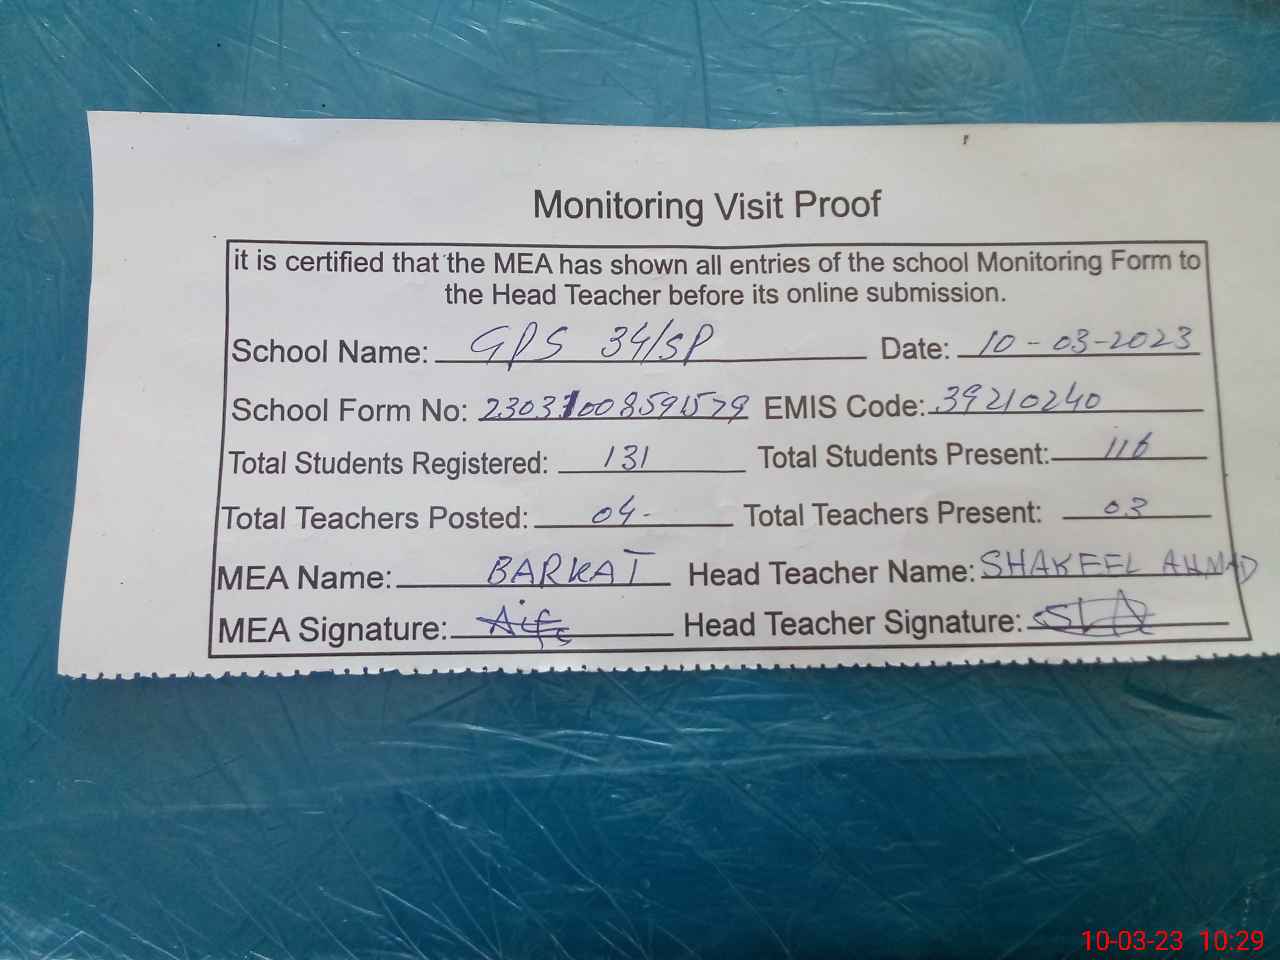 Monitoring Visit Proof
it is certified that the MEA has shown all entries of the school Monitoring Form to
the Head Teacher before its online submission.
School Name: GPS 34/SP Date: 10-03-2023
School Form No: 23031008591579 EMIS Code: 39210240
Total Students Registered: 131 Total Students Present: 116
Total Teachers Posted: 04- Total Teachers Present: 03
MEA Name: BARKAT Head Teacher Name: SHAKEEL AHMAD
MEA Signature: Head Teacher Signature:
10-03-23 10:29